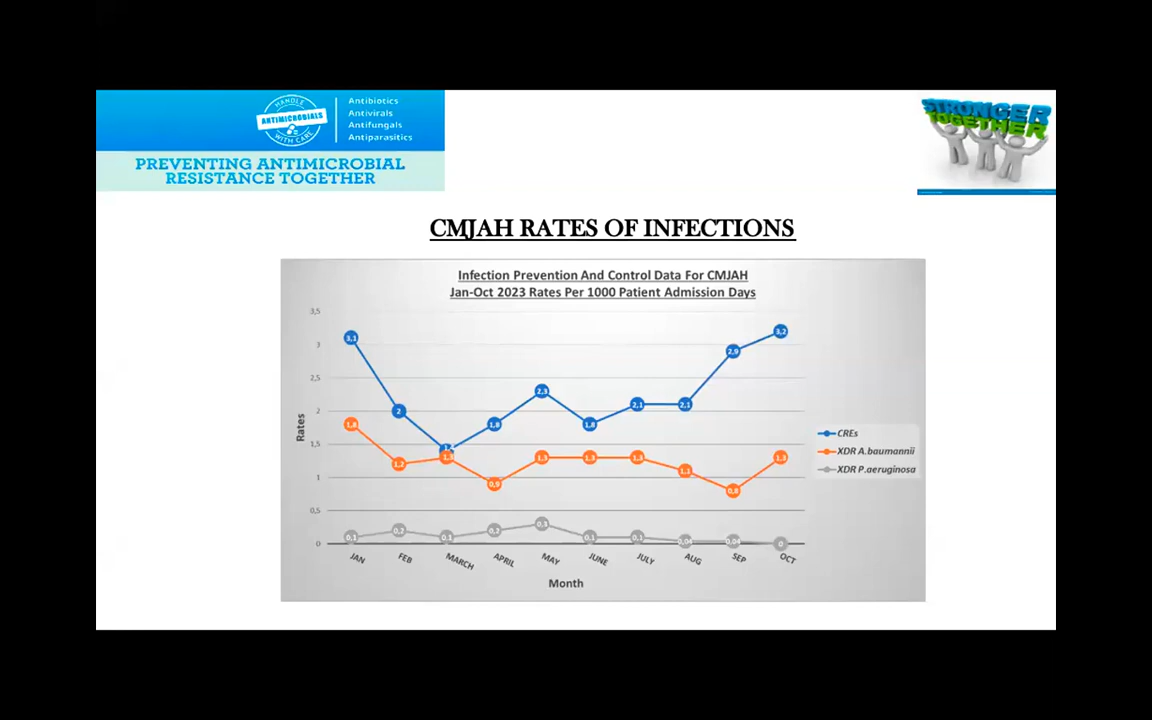 HANDLE
ANTIMICROBIALS
WITH CARE
Antibiotics
Antivirals
Antifungals
Antiparasitics
PREVENTING ANTIMICROBIAL
RESISTANCE TOGETHER
STRONGER
TOGETHER
CMJAH RATES OF INFECTIONS
Infection Prevention And Control Data For CMJAH
Jan-Oct 2023 Rates Per 1000 Patient Admission Days
Rates
3,5
3
2,5
2
1,5
1
0,5
0
3,1
2
1,4
1,8
2,3
1,8
2,1
2,1
2,9
3,2
1,8
1,2
1,3
0,9
1,3
1,3
1,3
1,1
0,8
1,3
0,1
0,2
0,1
0,2
0,3
0,1
0,1
0,04
0,04
0
JAN
FEB
MARCH
APRIL
MAY
JUNE
JULY
AUG
SEP
OCT
Month
CREs
XDR A.baumannii
XDR P.aeruginosa